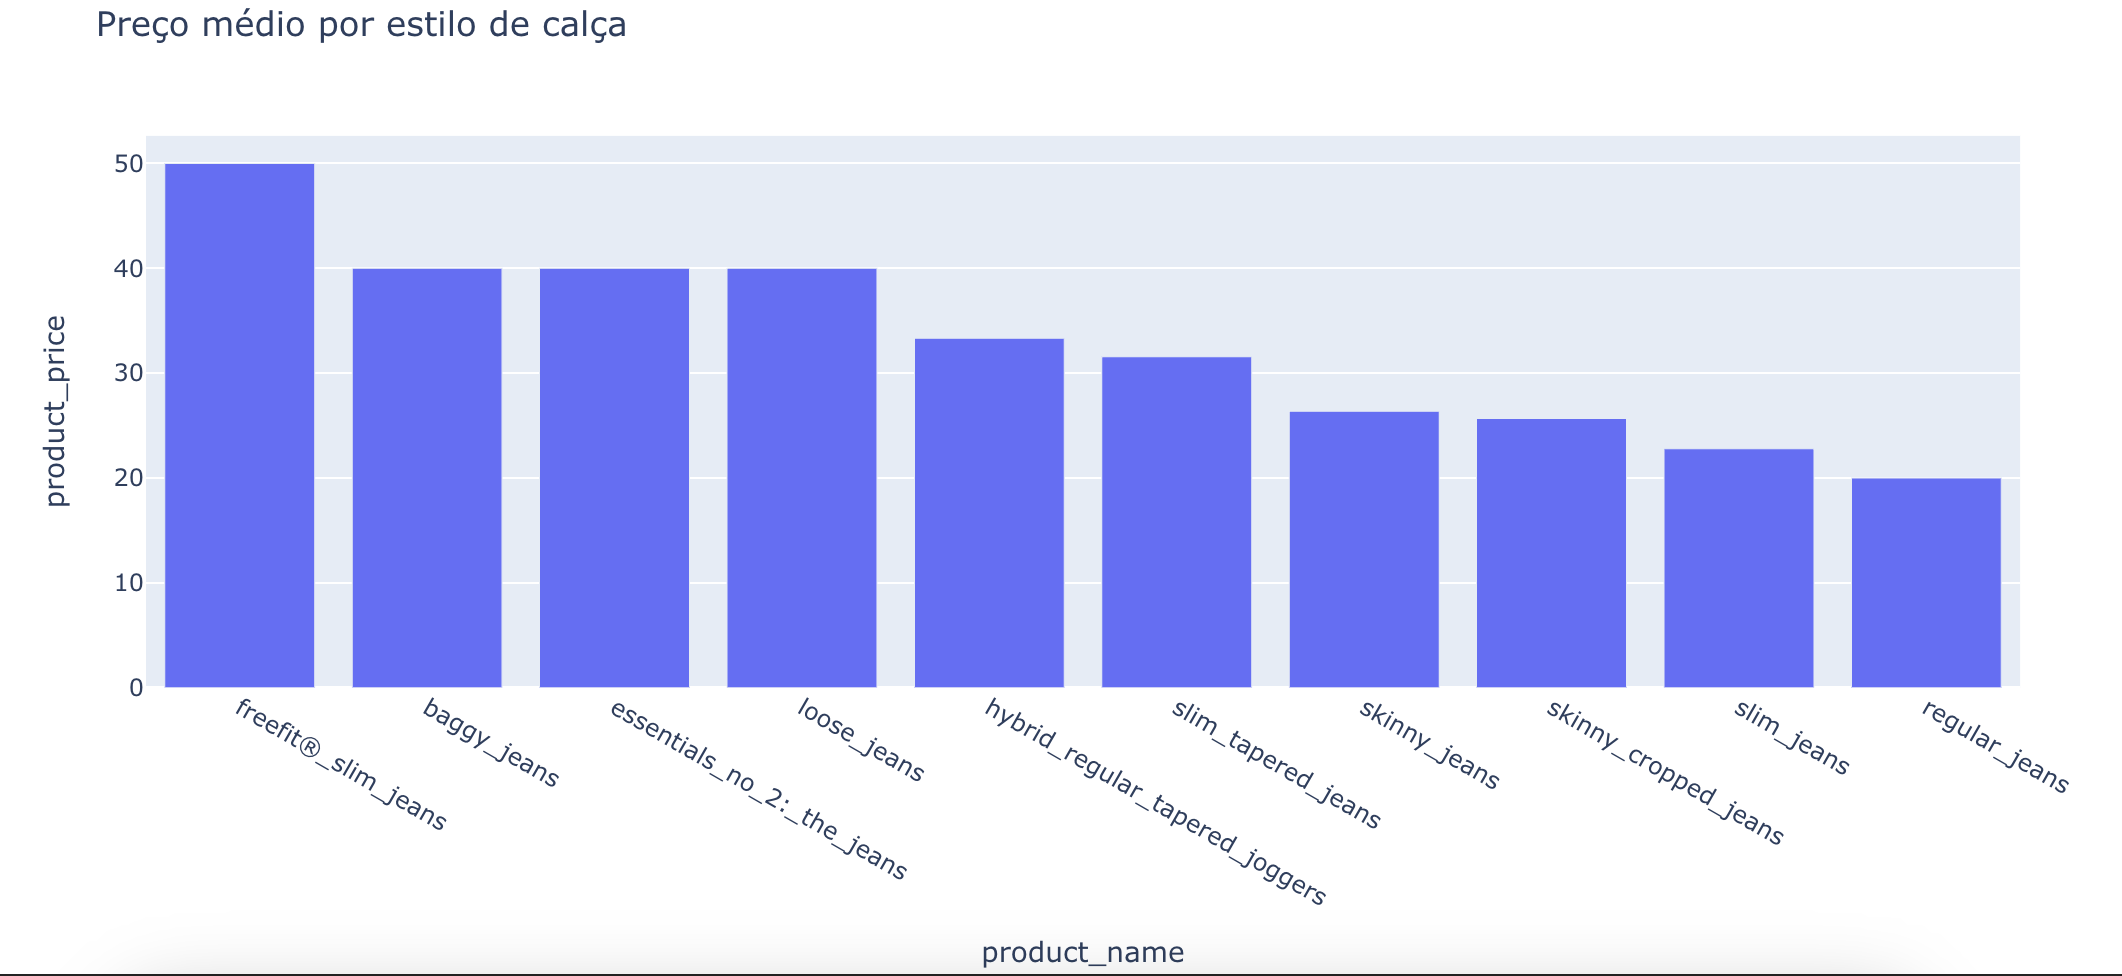 Preço médio por estilo de calça
product_price
50
40
30
20
10
0
freefit®_slim_jeans
baggy_jeans
essentials_no_2:_the_jeans
loose_jeans
hybrid_regular_tapered_joggers
slim_tapered_jeans
skinny_jeans
skinny_cropped_jeans
slim_jeans
regular_jeans
product_name